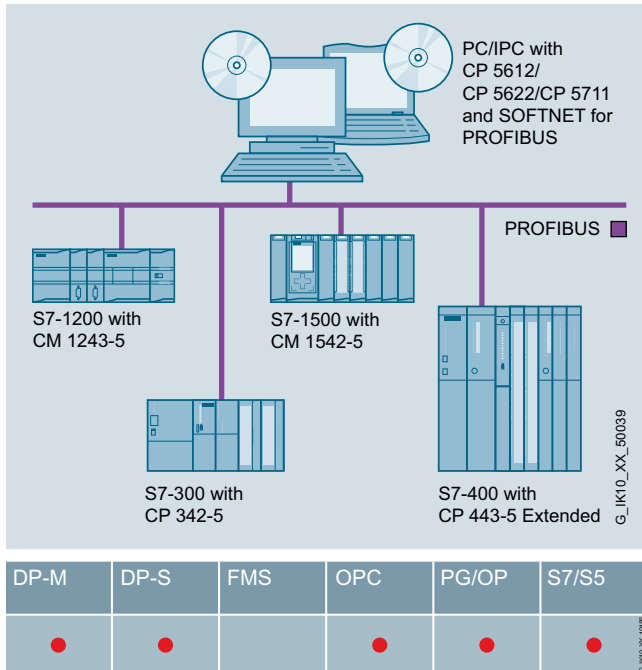 PC/IPC with
CP 5612/
CP 5622/CP 5711
and SOFTNET for
PROFIBUS
PROFIBUS
S7-1200 with
CM 1243-5
S7-1500 with
CM 1542-5
S7-300 with
CP 342-5
S7-400 with
CP 443-5 Extended
G_IK10_XX_50039
DP-M DP-S FMS OPC PG/OP S7/S5